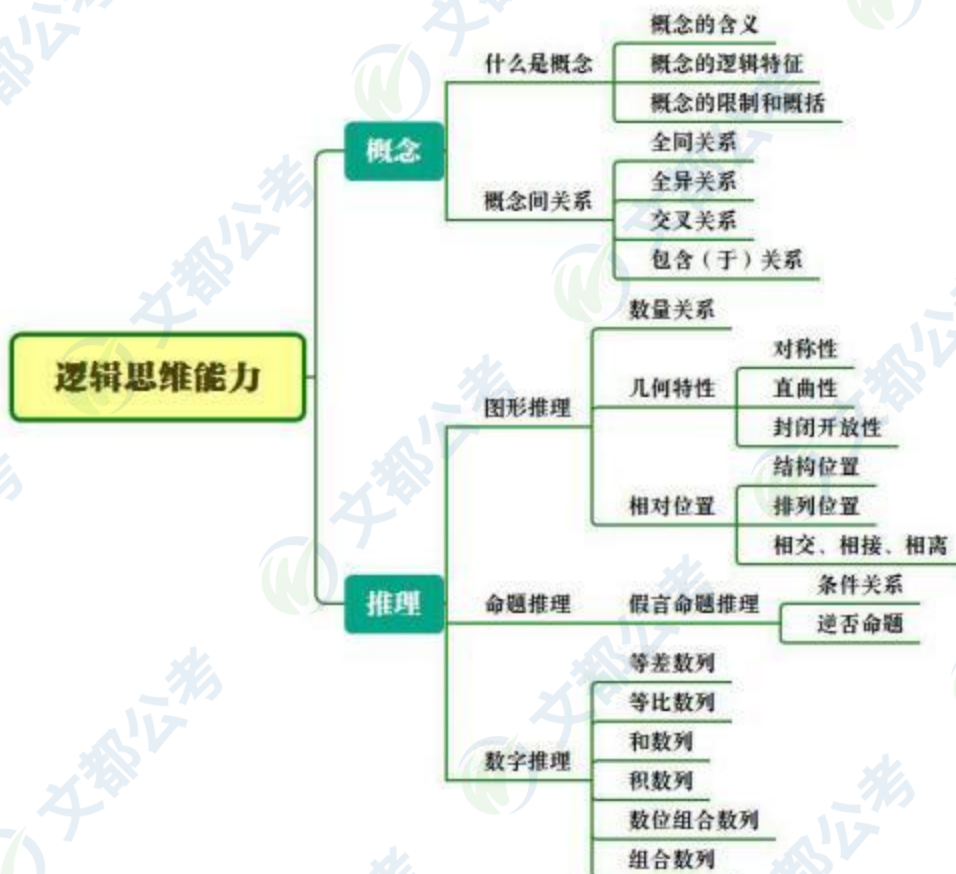 概念的含义
什么是概念
概念的逻辑特征
概念的限制和概括
概念
全同关系
概念间关系
全异关系
交叉关系
包含（于）关系
数量关系
对称性
逻辑思维能力
几何特性
直曲性
图形推理
封闭开放性
结构位置
相对位置
排列位置
相交、相接、相离
推理
命题推理
假言命题推理
条件关系
逆否命题
等差数列
等比数列
和数列
数字推理
积数列
数位组合数列
组合数列
文都公考